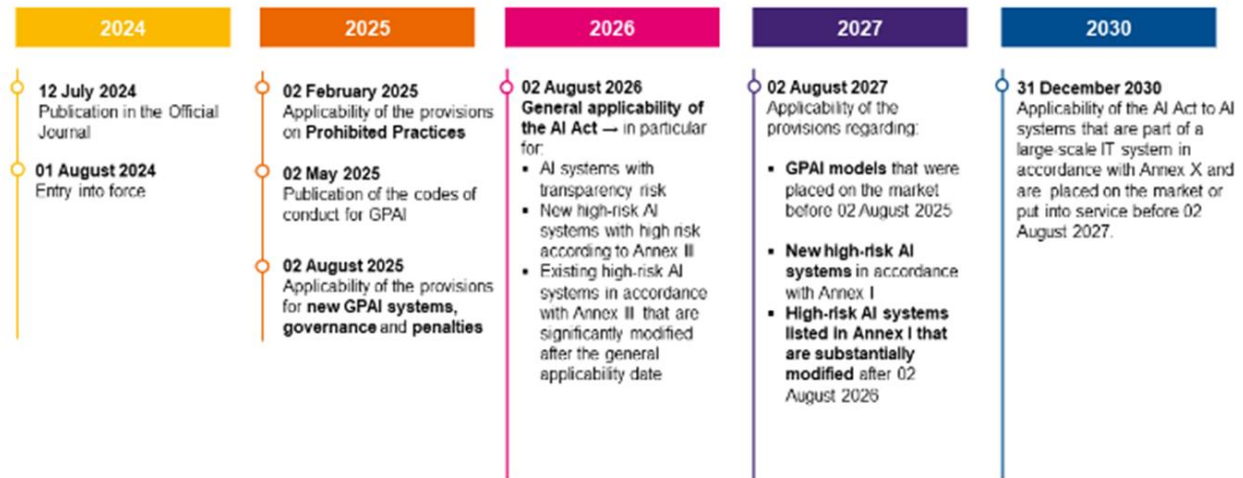 2024
12 July 2024
Publication in the Official
Journal
01 August 2024
Entry into force
2025
02 February 2025
Applicability of the provisions
on Prohibited Practices
02 May 2025
Publication of the codes of
conduct for GPAI
02 August 2025
Applicability of the provisions
for new GPAI systems,
governance and penalties
2026
02 August 2026
General applicability of
the AI Act → in particular
for:
▪ AI systems with
transparency risk
▪ New high-risk AI
systems with high risk
according to Annex III
▪ Existing high-risk AI
systems in accordance
with Annex III that are
significantly modified
after the general
applicability date
2027
02 August 2027
Applicability of the
provisions regarding:
▪ GPAI models that were
placed on the market
before 02 August 2025
▪ New high-risk AI
systems in accordance
with Annex I
▪ High-risk AI systems
listed in Annex I that
are substantially
modified after 02
August 2026
2030
31 December 2030
Applicability of the AI Act to AI
systems that are part of a
large-scale IT system in
accordance with Annex X and
are placed on the market or
put into service before 02
August 2027.